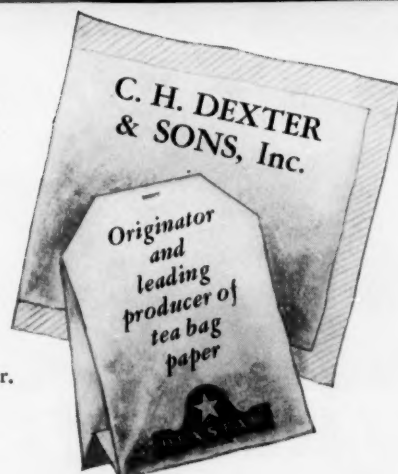 C. H. DEXTER
& SONS, Inc.
Originator
and
leading
producer of
tea bag
paper
r.